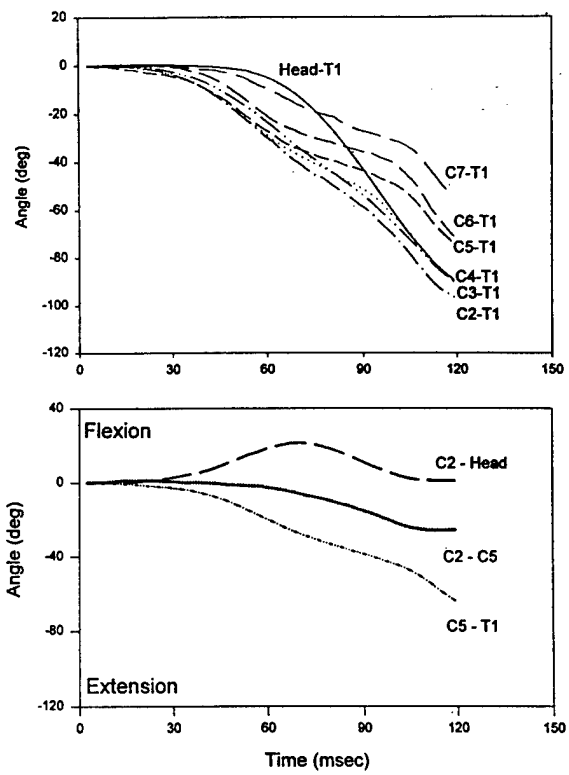 20
0
-20
-40
-60
-80
-100
-120
Angle (deg)
Head-T1
C7-T1
C6-T1
C5-T1
C4-T1
C3-T1
C2-T1
0 30 60 90 120 150
40
0
-40
-80
-120
Angle (deg)
Flexion
C2 - Head
C2 - C5
C5 - T1
Extension
0 30 60 90 120 150
Time (msec)